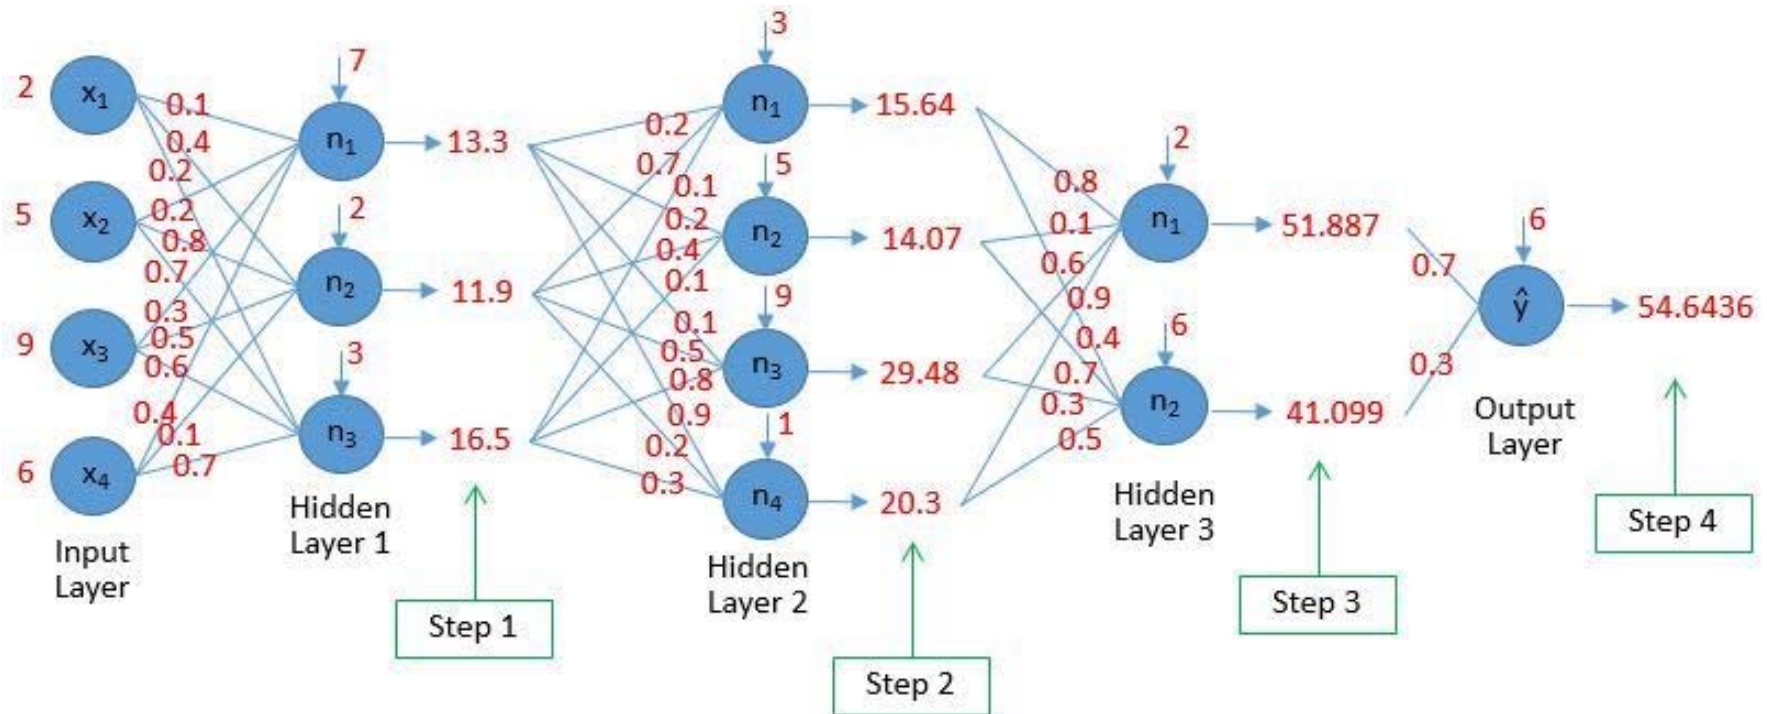 3
7
2
x₁
0.1
n₁
15.64
0.4
n₁
13.3
0.2
2
0.2
0.7
5
0.8
0.1
5
x₂
0.2
2
0.2
n₂
14.07
0.1
n₁
51.887
6
0.8
0.4
0.6
0.7
0.7
n₂
11.9
0.1
9
0.9
ŷ
54.6436
0.3
0.1
6
0.4
9
x₃
0.5
3
0.5
n₃
29.48
0.7
0.3
0.6
0.8
0.3
n₂
41.099
0.4
0.9
1
0.5
0.1
n₃
16.5
0.2
6
x₄
0.7
0.3
n₄
20.3
Output
Layer
Hidden
Layer 1
Hidden
Layer 3
Step 4
Input
Layer
Hidden
Layer 2
Step 1
Step 3
Step 2